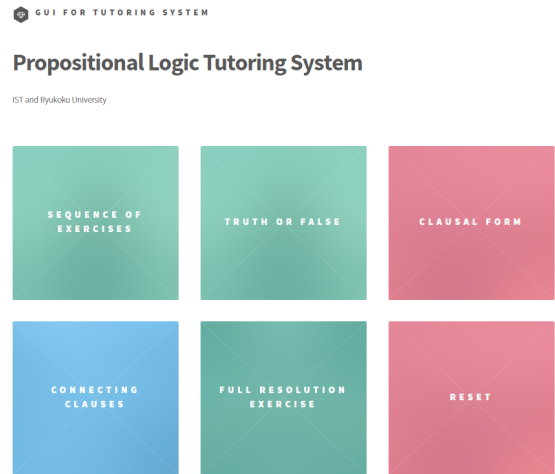 GUI FOR TUTORING SYSTEM
Propositional Logic Tutoring System
IST and Ryukoku University
SEQUENCE OF
EXERCISES
TRUTH OR FALSE
CLAUSAL FORM
CONNECTING
CLAUSES
FULL RESOLUTION
EXERCISE
RESET